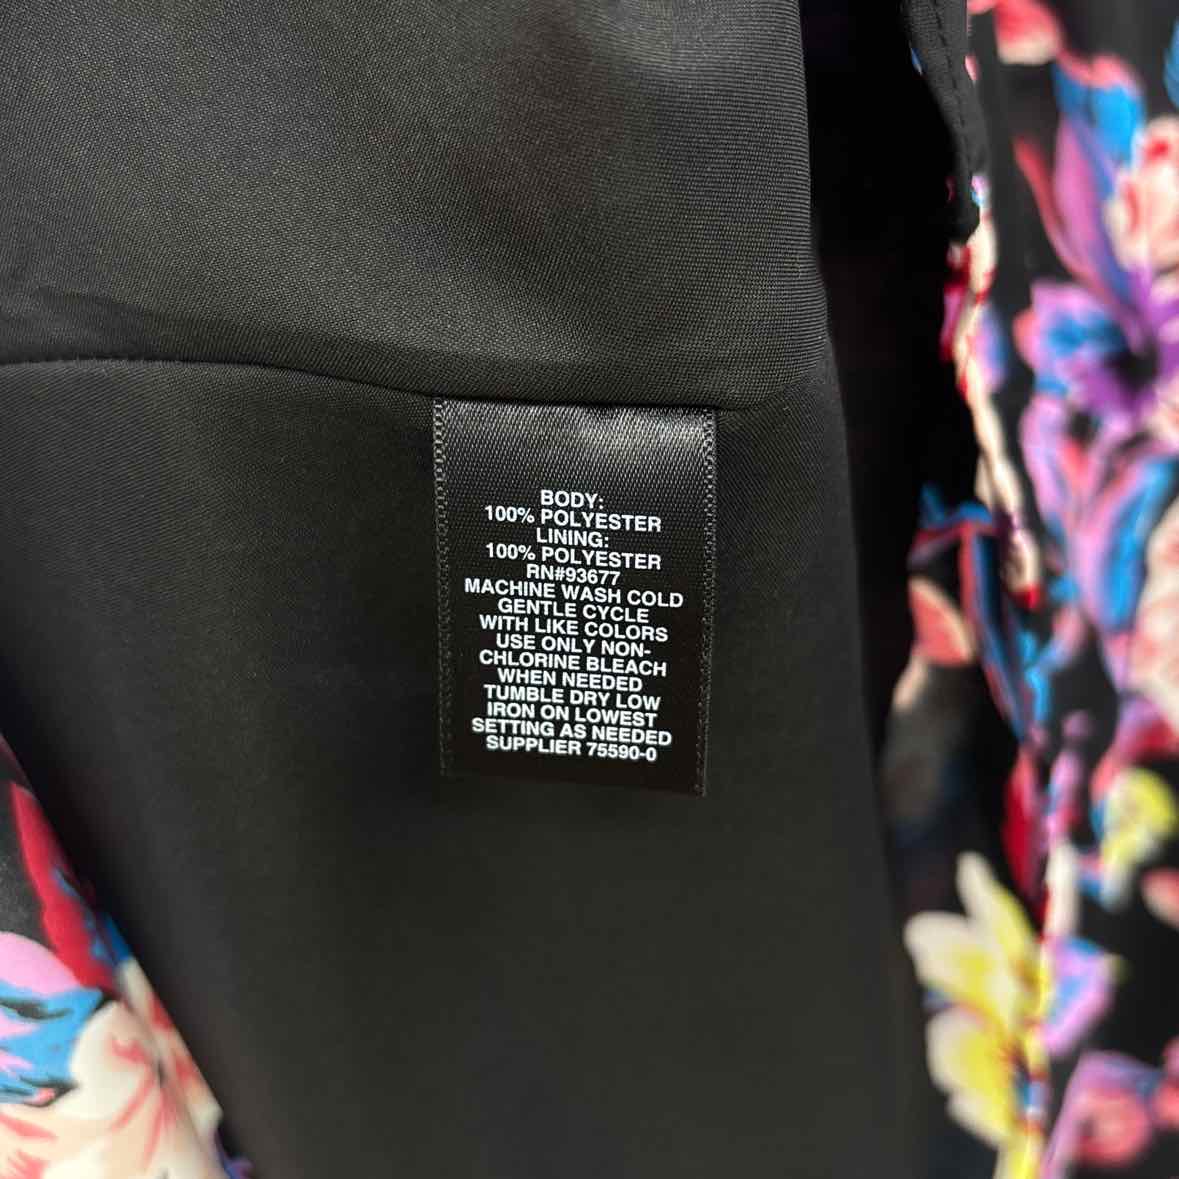 BODY:
100% POLYESTER
LINING:
100% POLYESTER
RN#93677
MACHINE WASH COLD
GENTLE CYCLE
WITH LIKE COLORS
USE ONLY NON-
CHLORINE BLEACH
WHEN NEEDED
TUMBLE DRY LOW
IRON ON LOWEST
SETTING AS NEEDED
SUPPLIER 75590-0